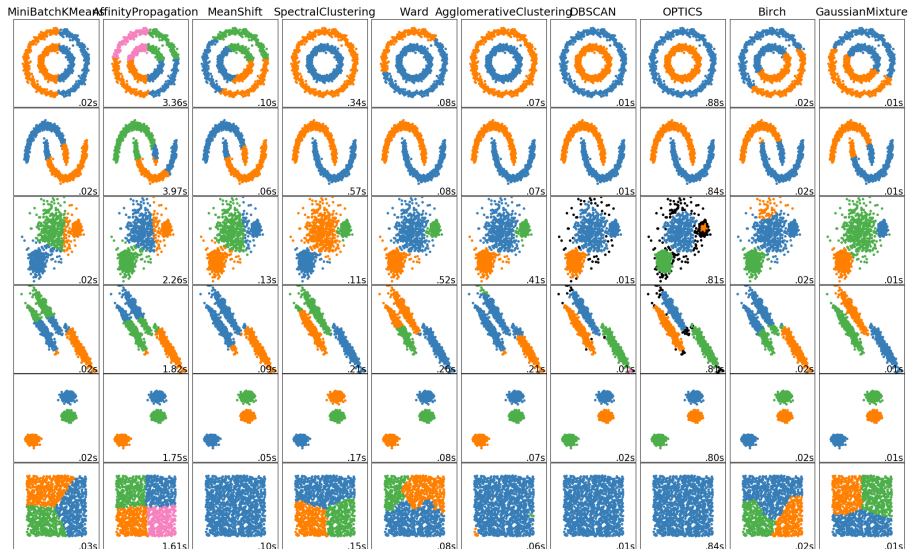 MiniBatchKMeans AffinityPropagation MeanShift SpectralClustering Ward AgglomerativeClustering DBSCAN OPTICS Birch GaussianMixture
.02s 3.36s .10s .34s .08s .07s .01s .88s .02s .01s
.02s 3.97s .06s .57s .08s .07s .01s .84s .02s .01s
.02s 2.26s .13s .11s .52s .41s .01s .81s .02s .01s
.02s 1.82s .09s .21s .26s .21s .01s .02s .01s
.02s 1.75s .05s .17s .08s .07s .02s .80s .02s .01s
.03s 1.61s .10s .15s .08s .06s .01s .84s .02s .01s